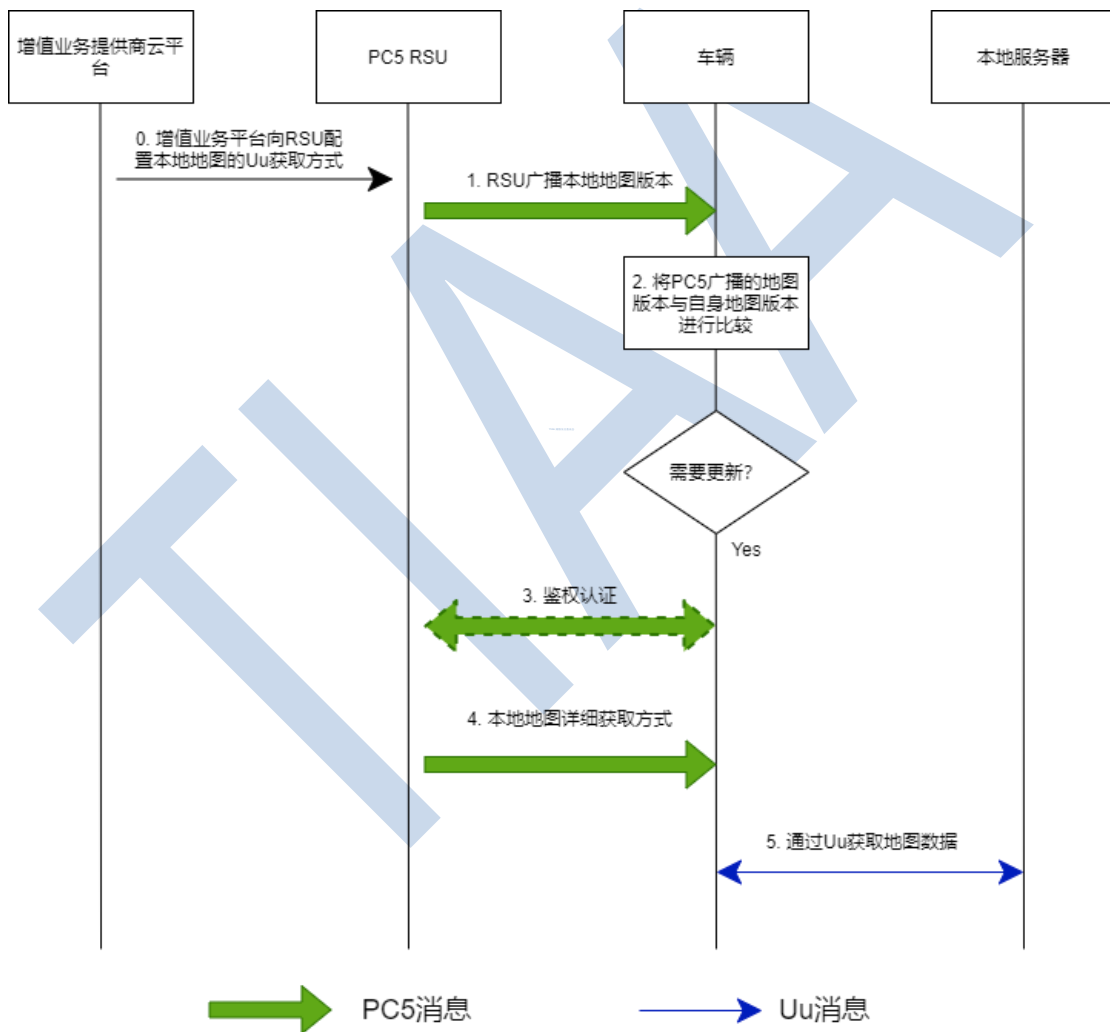 增值业务提供商云平
台
PC5 RSU
车辆
本地服务器
0. 增值业务平台向RSU配
置本地地图的Uu获取方式
1. RSU广播本地地图版本
2. 将PC5广播的地图
版本与自身地图版本
进行比较
需要更新?
Yes
3. 鉴权认证
4. 本地地图详细获取方式
5. 通过Uu获取地图数据
PC5消息
Uu消息
TIAA